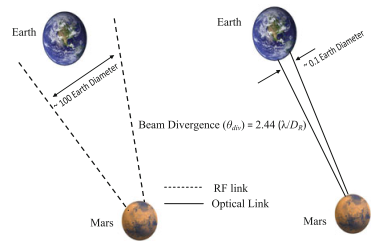 Earth
Earth
~ 100 Earth Diameter
~ 0.1 Earth Diameter
Beam Divergence (θdiv) = 2.44 (λ/DR)
RF link
Optical Link
Mars
Mars